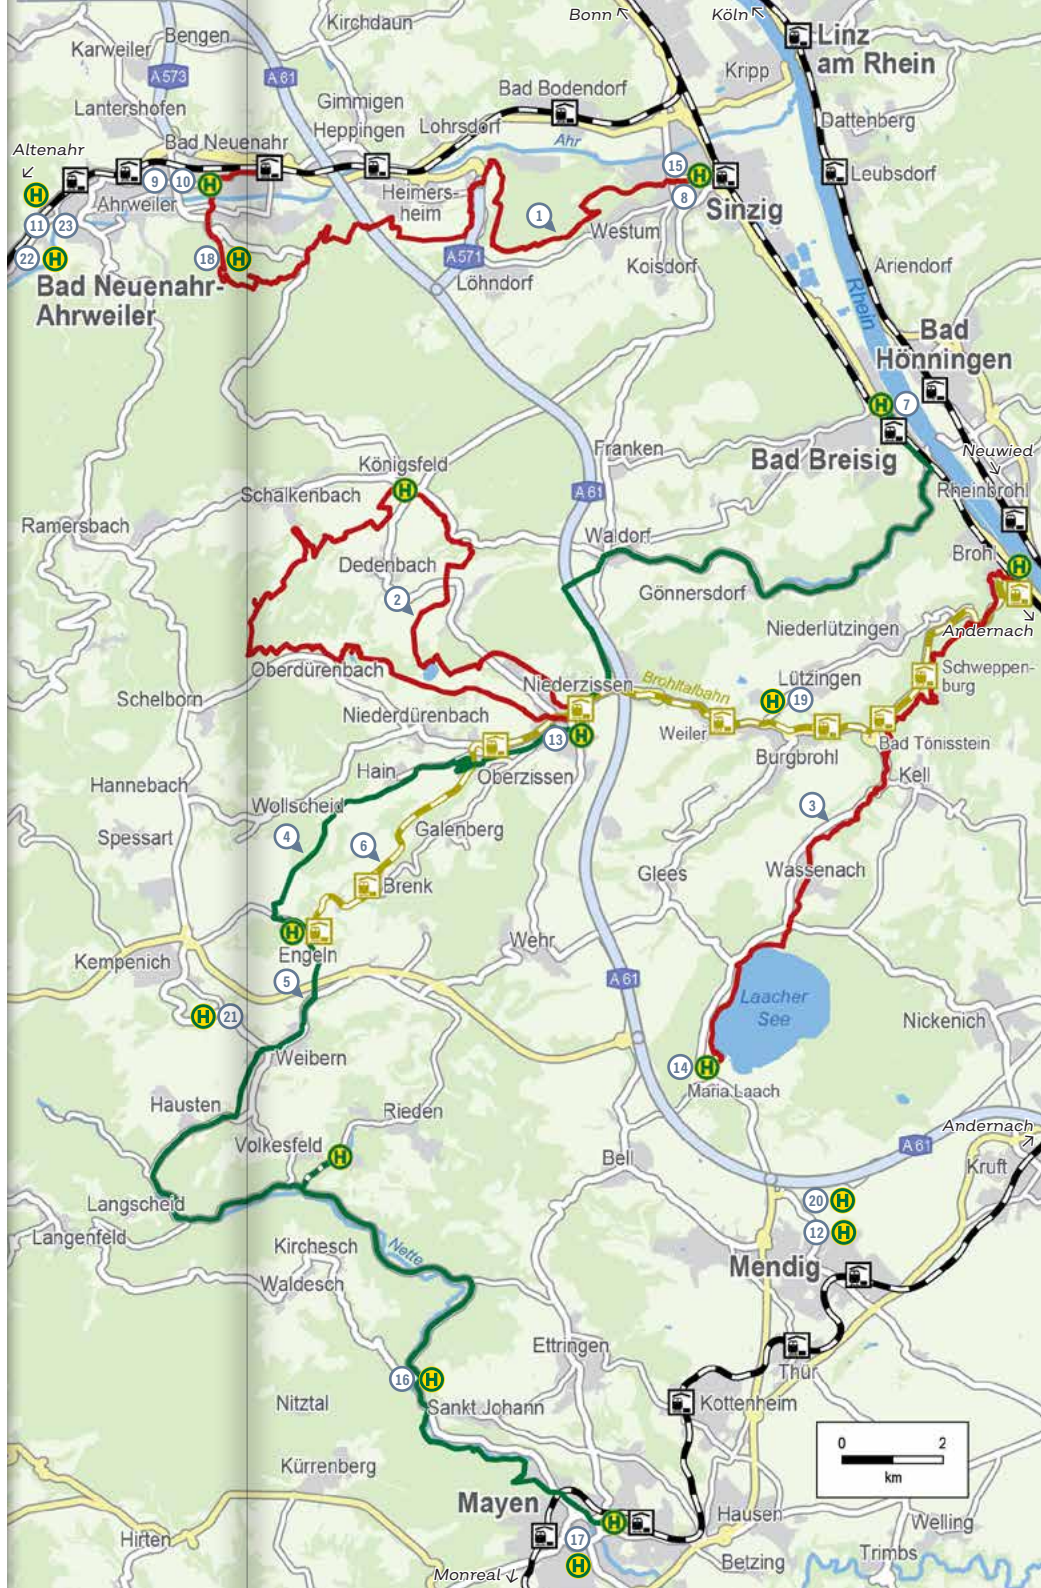 Bonn
Köln
Kirchdaun
Bengen
Karweiler
Linz
am Rhein
Kripp
A 573
A 61
Bad Bodendorf
Gimmigen
Lantershofen
Heppingen
Lohrsdorf
Dattenberg
Bad Neuenahr
Ahr
Altenahr
H
9
10
H
15
H
Leubsdorf
Ahrweiler
Heimers-
heim
8
Sinzig
11
23
1
Westum
22
H
18
H
A 571
Koisdorf
Ariendorf
Löhndorf
Bad Neuenahr-
Ahrweiler
Rhein
Bad
Hönningen
H
7
Franken
Neuwied
Königsfeld
Bad Breisig
H
Schalkenbach
A 61
Rheinbrohl
Ramersbach
Waldorf
Brohl
Dedenbach
H
Gönnersdorf
2
Niederlützingen
Andernach
Oberdürenbach
Schweppen-
burg
Lützingen
Niederzissen
Brohltalbahn
Schelborn
H
19
Niederdürenbach
Weiler
13
H
Bad Tönisstein
Burgbrohl
Hain
Oberzissen
Kell
Hannebach
Wollscheid
3
Spessart
4
Galenberg
6
Glees
Wassenach
Brenk
H
Wehr
Engeln
Kempenich
5
A 61
Laacher
See
H
21
Nickenich
Weibern
14
H
Maria Laach
Hausten
Rieden
Andernach
Volkesfeld
A 61
H
Bell
Kruft
Langscheid
20
H
Langenfeld
12
H
Kirchesch
Nette
Mendig
Waldesch
Ettringen
Thür
16
H
Nitztal
Sankt Johann
Kottenheim
0
2
km
Kürrenberg
Mayen
H
Hausen
Welling
Hirten
17
H
Betzing
Trimbs
Monreal